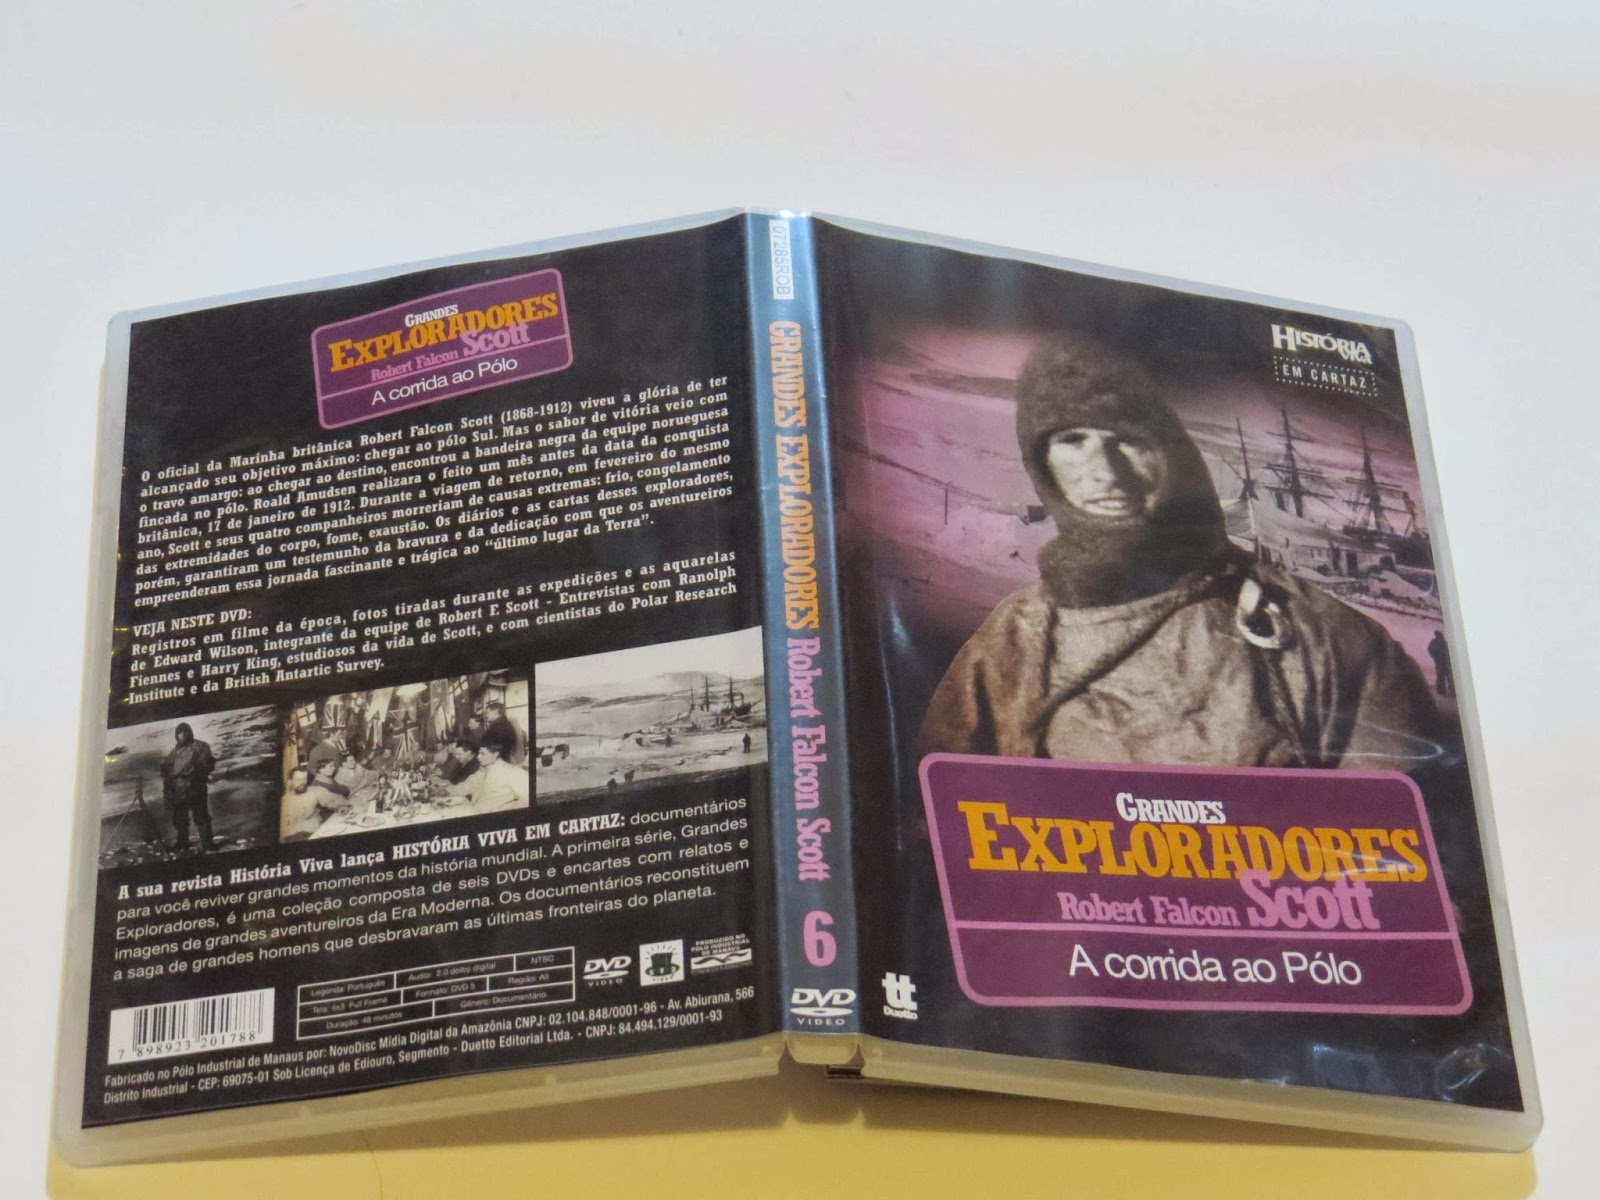 GRANDES
EXPLORADORES
Robert Falcon Scott
A corrida ao Pólo
O oficial da Marinha britânica Robert Falcon Scott (1868-1912) viveu a glória de ter
alcançado seu objetivo máximo: chegar ao pólo Sul. Mas o sabor de vitória veio com
o travo amargo: ao chegar ao destino, encontrou a bandeira negra da equipe norueguesa
fincada no pólo. Roald Amudsen realizara o feito um mês antes da data da conquista
britânica, 17 de janeiro de 1912. Durante a viagem de retorno, em fevereiro do mesmo
ano, Scott e seus quatro companheiros morreriam de causas extremas: frio, congelamento
das extremidades do corpo, fome, exaustão. Os diários e as cartas desses exploradores,
porém, garantiram um testemunho da bravura e da dedicação com que os aventureiros
empreenderam essa jornada fascinante e trágica ao “último lugar da Terra”.
VEJA NESTE DVD:
Registros em filme da época, fotos tiradas durante as expedições e as aquarelas
de Edward Wilson, integrante da equipe de Robert F. Scott - Entrevistas com Ranolph
Fiennes e Harry King, estudiosos da vida de Scott, e com cientistas do Polar Research
Institute e da British Antarctic Survey.
A sua revista História Viva lança HISTÓRIA VIVA EM CARTAZ: documentários
para você reviver grandes momentos da história mundial. A primeira série, Grandes
Exploradores, é uma coleção composta de seis DVDs e encartes com relatos e
imagens de grandes aventureiros da Era Moderna. Os documentários reconstituem
a saga de grandes homens que desbravaram as últimas fronteiras do planeta.
Legenda: Português Áudio: 2.0 dolby digital NTSC
Tela: 4x3 Full Frame Formato: DVD 5 Região: All
Duração: 48 minutos Gênero: Documentário
DVD
VIDEO
PRODUZIDO NO
PÓLO INDUSTRIAL
DE MANAUS
7 898923 201788
Fabricado no Pólo Industrial de Manaus por: NovoDisc Mídia Digital da Amazônia CNPJ: 02.104.848/0001-96 - Av. Abiurana, 566
Distrito Industrial - CEP: 69075-01 Sob Licença de Ediouro, Segmento - Duetto Editorial Ltda. - CNPJ: 84.494.129/0001-93
07285ROB
GRANDES EXPLORADORES Robert Falcon Scott
6
DVD
VIDEO
HISTÓRIA
VIVA
EM CARTAZ
GRANDES
EXPLORADORES
Robert Falcon Scott
A corrida ao Pólo
Duetto